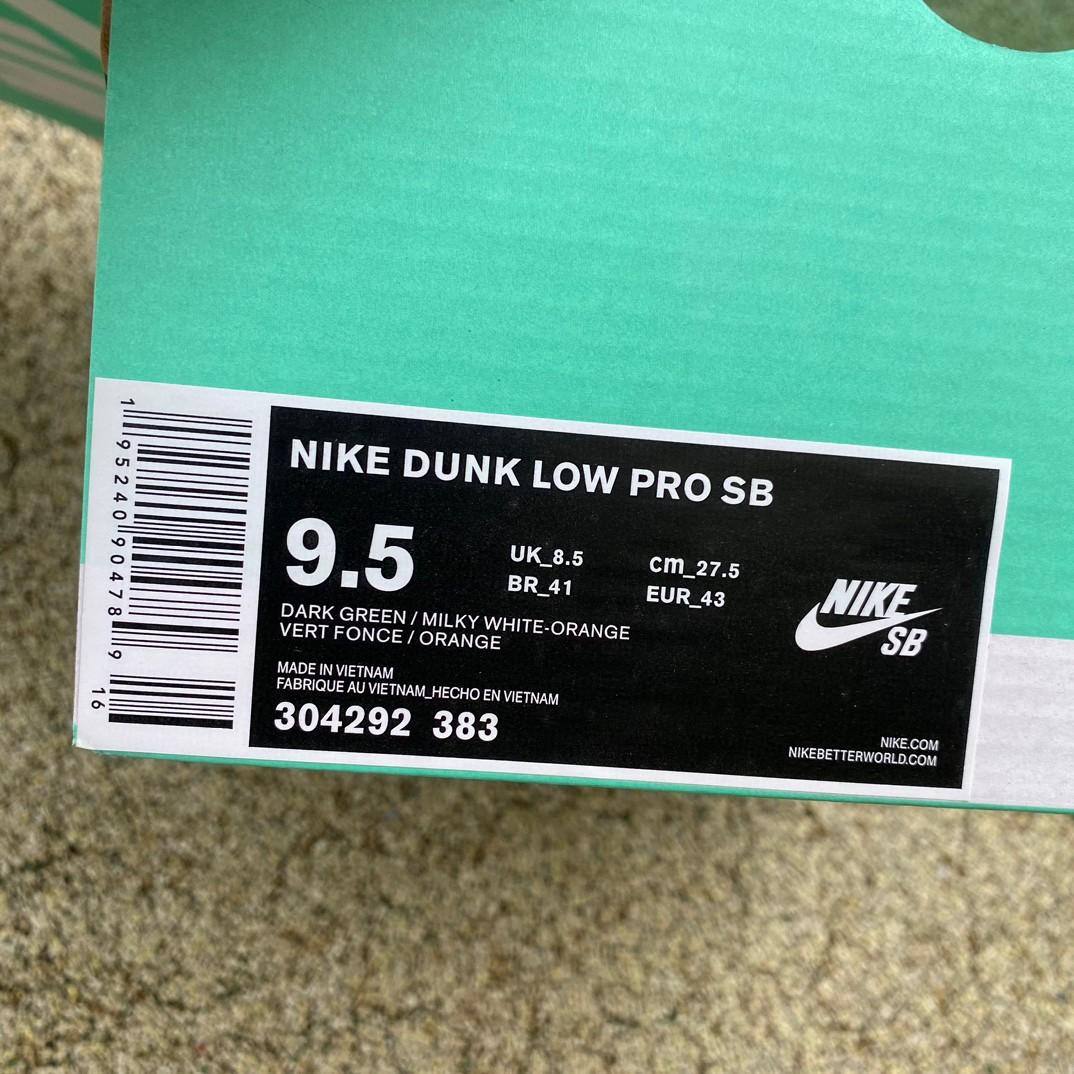 NIKE DUNK LOW PRO SB
9.5
UK_8.5 cm_27.5
BR_41 EUR_43
DARK GREEN / MILKY WHITE-ORANGE
VERT FONCE / ORANGE
MADE IN VIETNAM
FABRIQUE AU VIETNAM_HECHO EN VIETNAM
304292 383
NIKE
SB
NIKE.COM
NIKEBETTERWORLD.COM
1 95240 90478 9
16